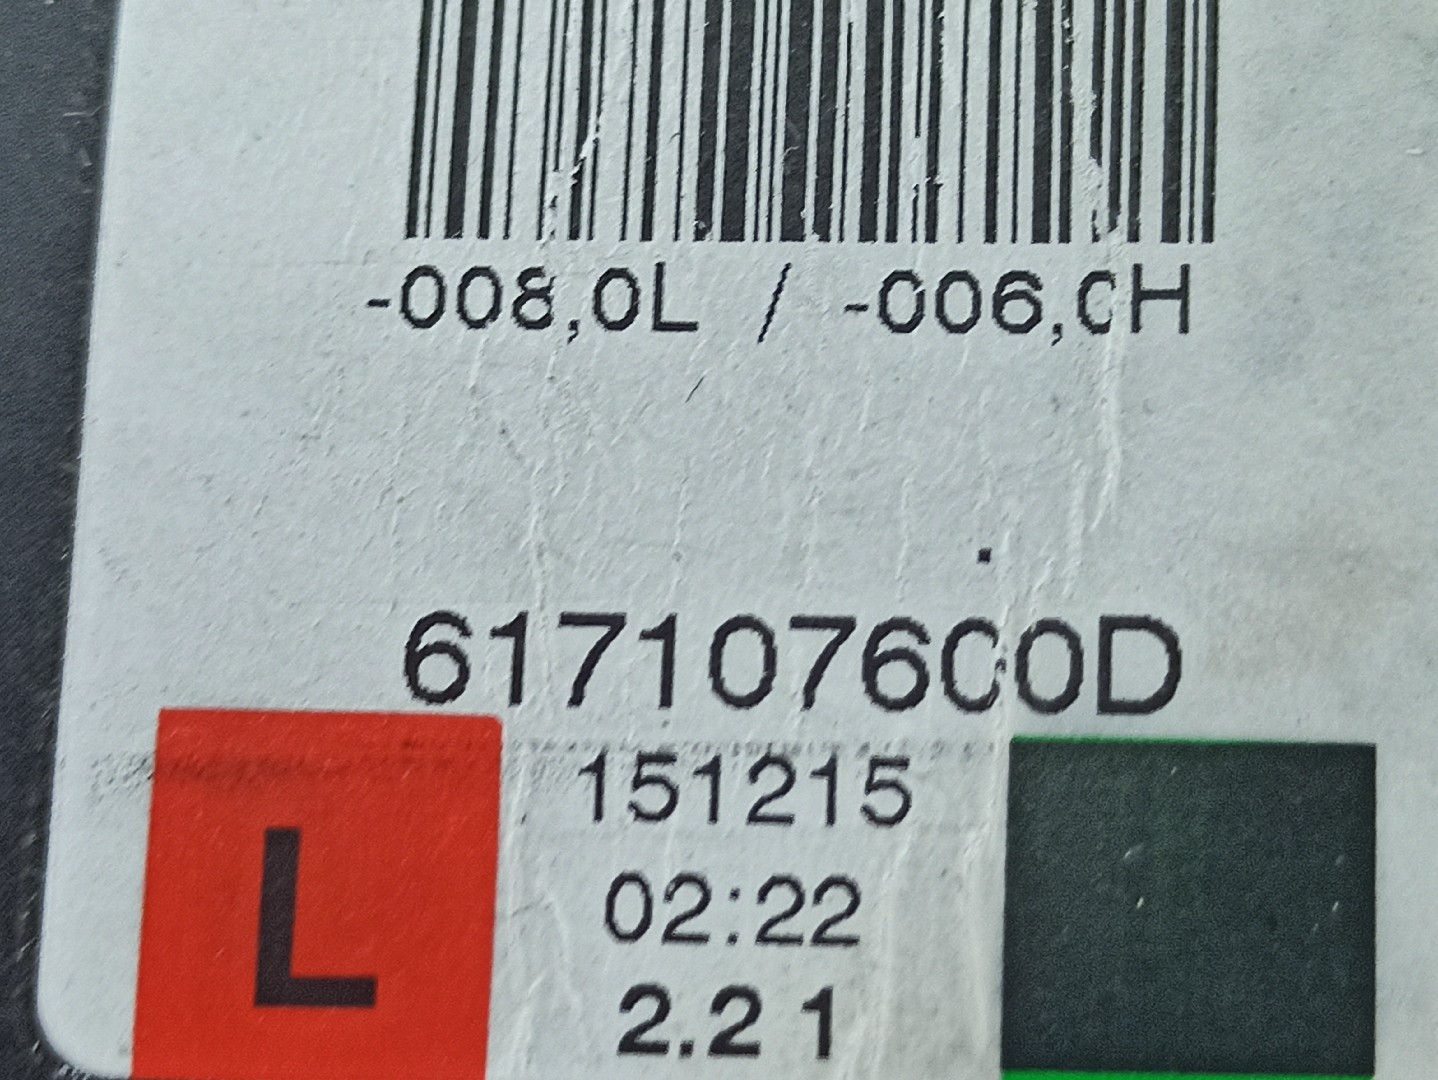 -008,0L / -006,0H
617107600D
151215
L
02:22
2.2 1